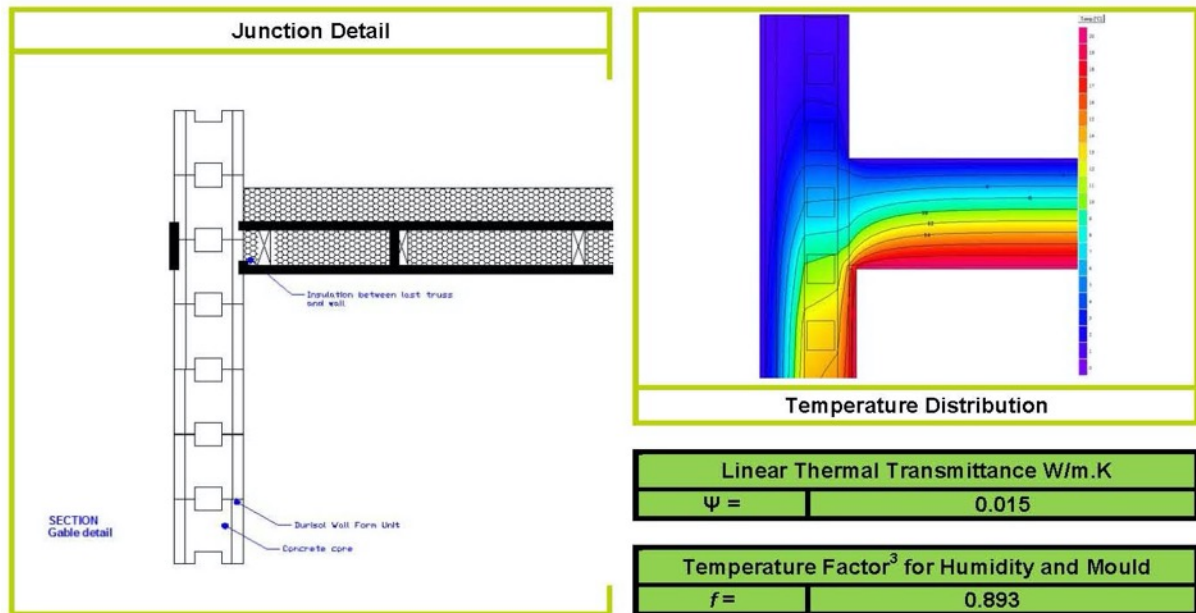 Junction Detail
Insulation between last truss
and wall
Durisol Wall Form Unit
Concrete core
SECTION
Gable detail
Temperature Distribution
Linear Thermal Transmittance W/m.K
Ψ = 0.015
Temperature Factor³ for Humidity and Mould
f = 0.893